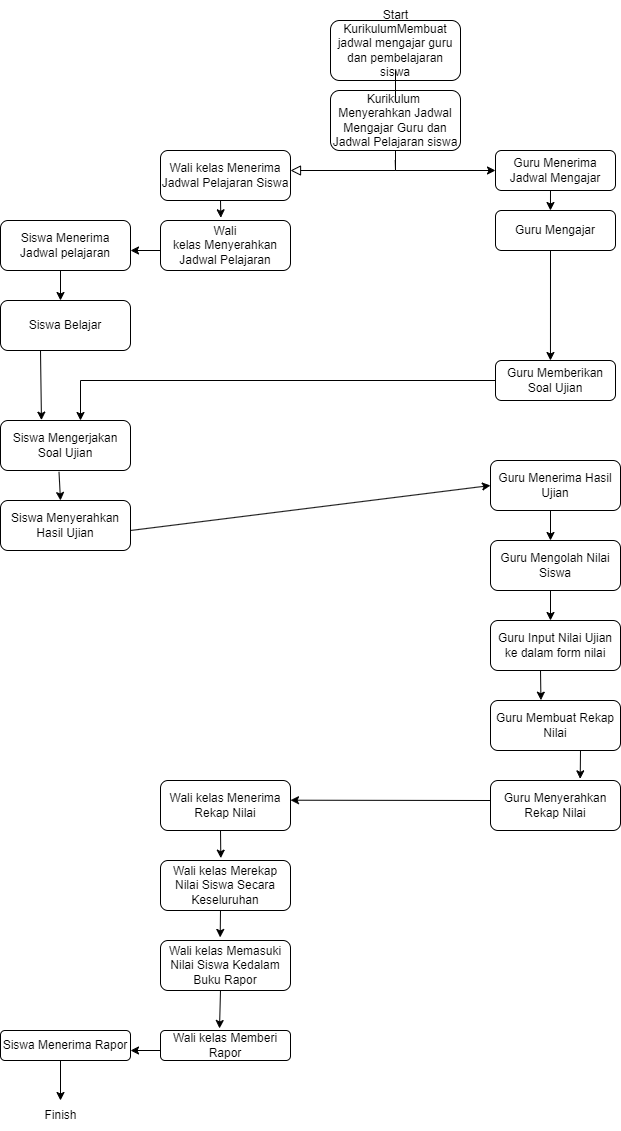 Start
KurikulumMembuat
jadwal mengajar guru
dan pembelajaran
siswa
Kurikulum
Menyerahkan Jadwal
Mengajar Guru dan
Jadwal Pelajaran siswa
Wali kelas Menerima
Jadwal Pelajaran Siswa
Guru Menerima
Jadwal Mengajar
Wali
kelas Menyerahkan
Jadwal Pelajaran
Guru Mengajar
Siswa Menerima
Jadwal pelajaran
Siswa Belajar
Guru Memberikan
Soal Ujian
Siswa Mengerjakan
Soal Ujian
Siswa Menyerahkan
Hasil Ujian
Guru Menerima Hasil
Ujian
Guru Mengolah Nilai
Siswa
Guru Input Nilai Ujian
ke dalam form nilai
Guru Membuat Rekap
Nilai
Guru Menyerahkan
Rekap Nilai
Wali kelas Menerima
Rekap Nilai
Wali kelas Merekap
Nilai Siswa Secara
Keseluruhan
Wali kelas Memasuki
Nilai Siswa Kedalam
Buku Rapor
Wali kelas Memberi
Rapor
Siswa Menerima Rapor
Finish